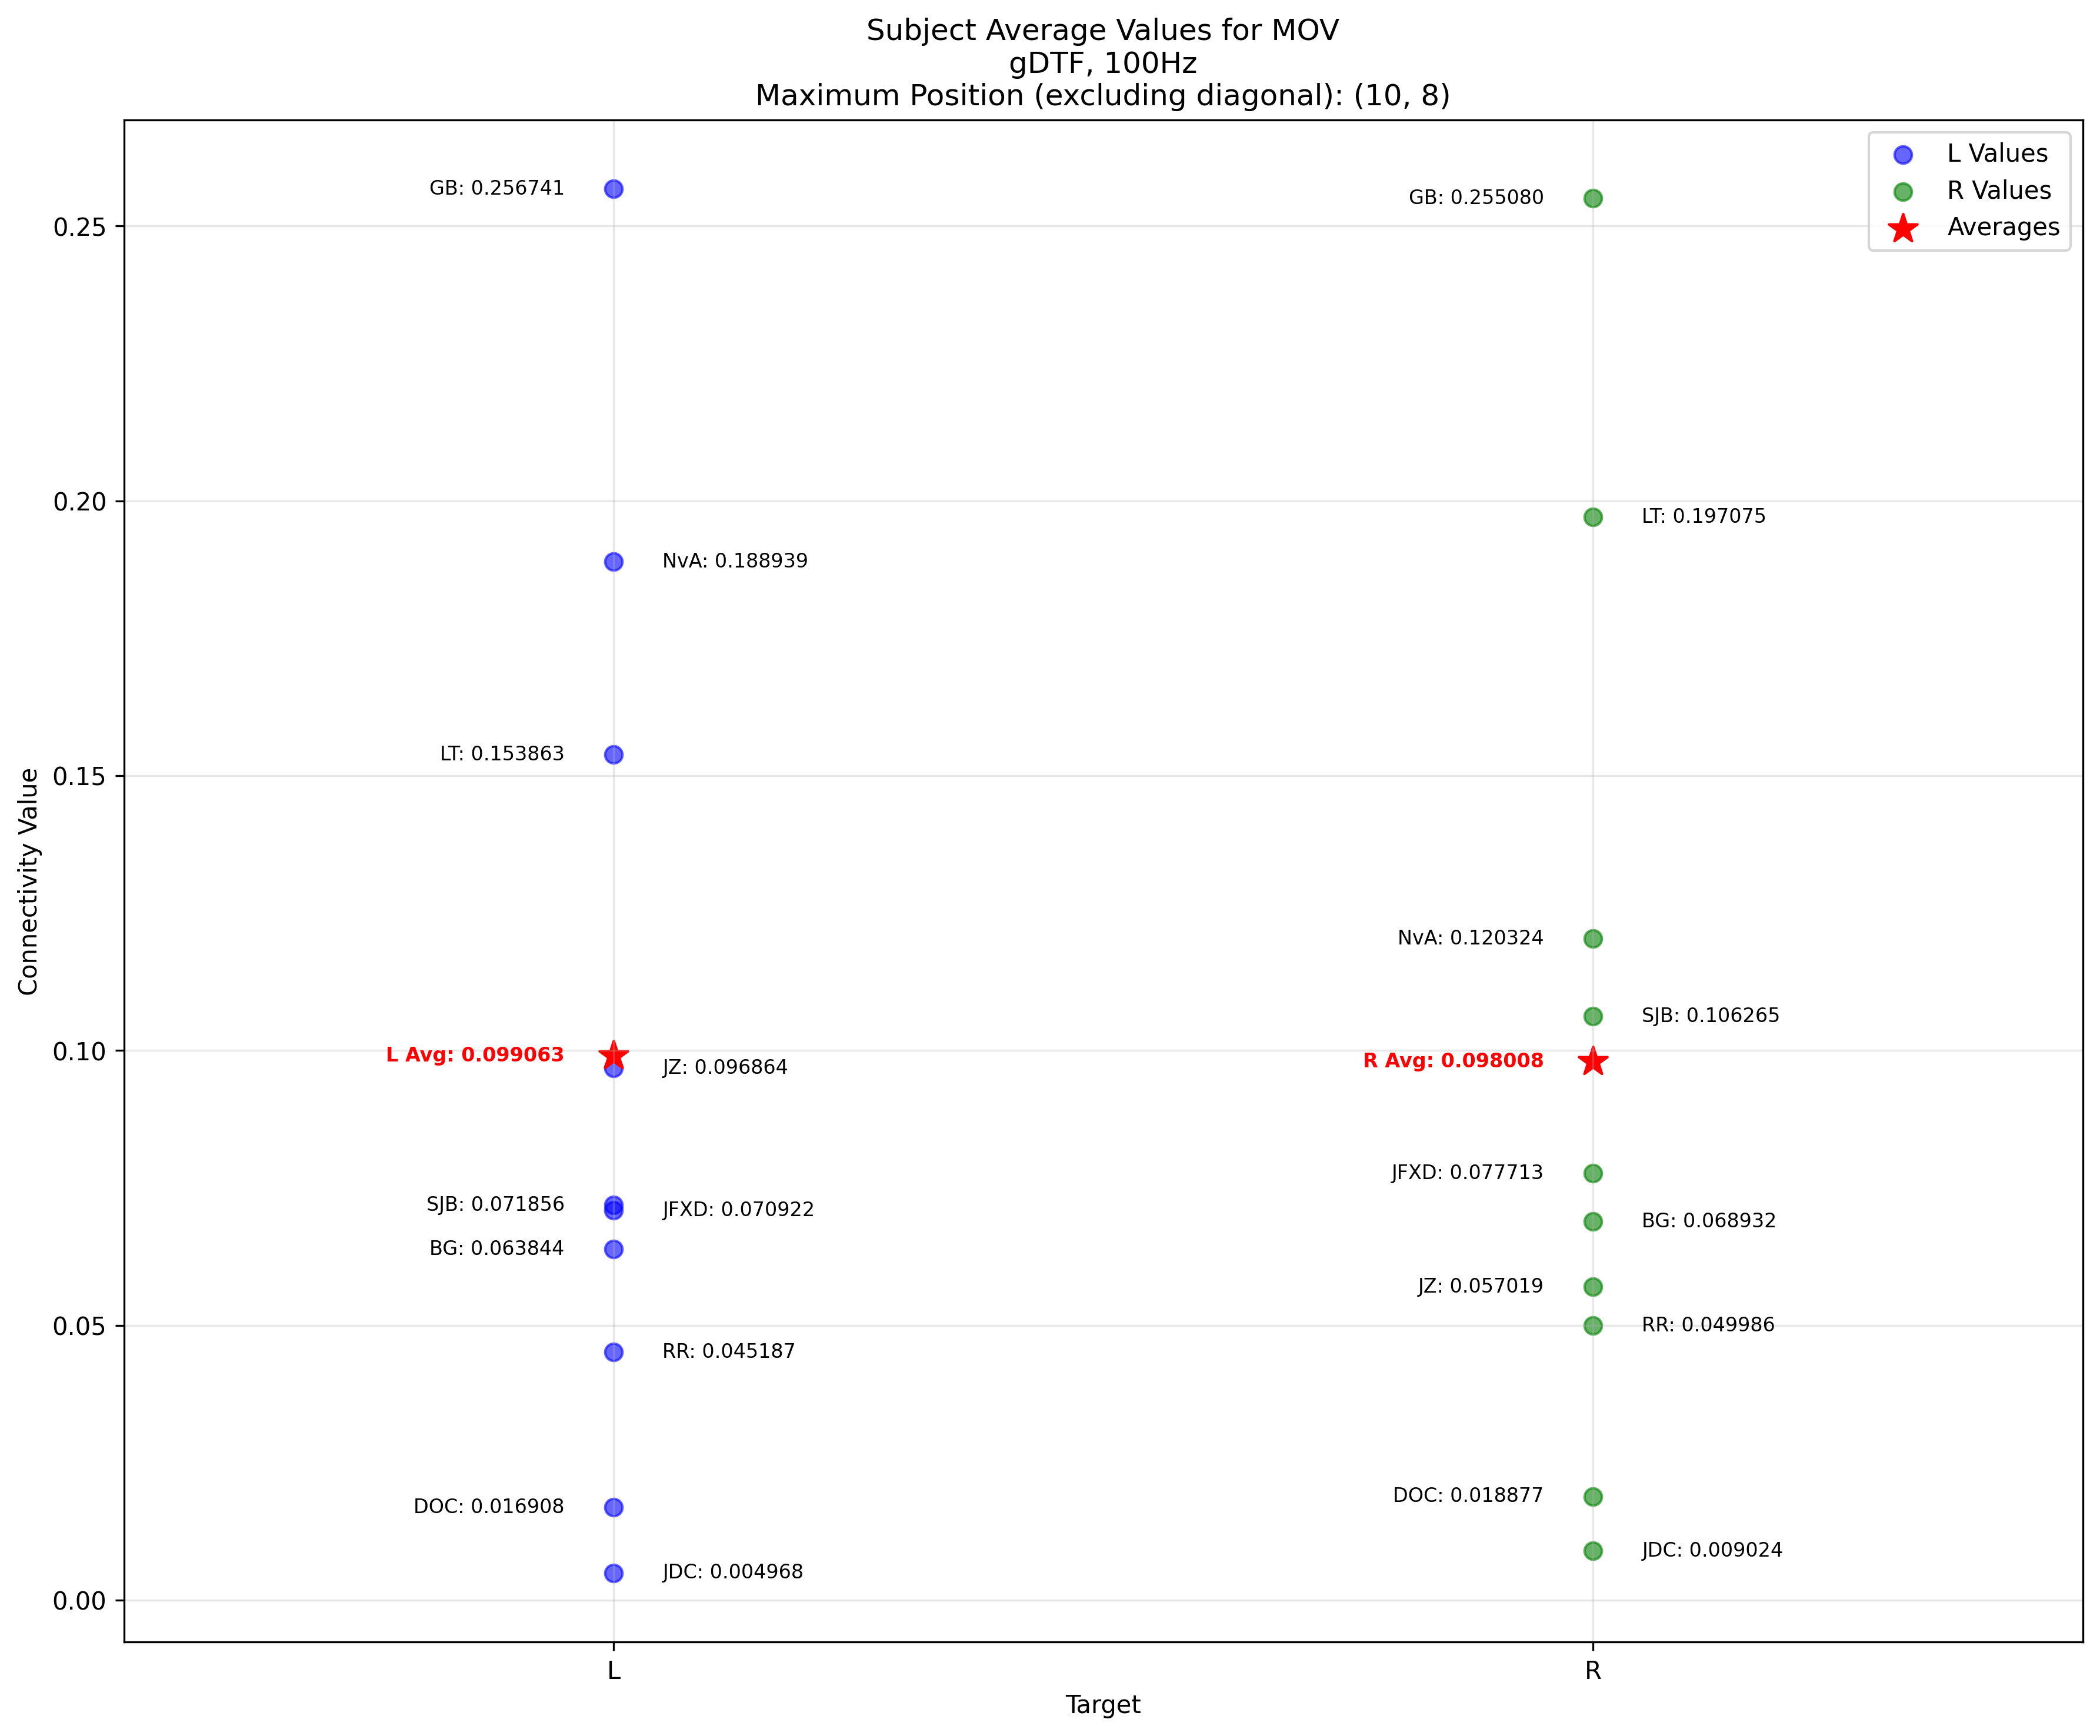 Subject Average Values for MOV
gDTF, 100Hz
Maximum Position (excluding diagonal): (10, 8)
L Values
R Values
Averages
Connectivity Value
0.25
0.20
0.15
0.10
0.05
0.00
GB: 0.256741
NvA: 0.188939
LT: 0.153863
L Avg: 0.099063
JZ: 0.096864
SJB: 0.071856
JFXD: 0.070922
BG: 0.063844
RR: 0.045187
DOC: 0.016908
JDC: 0.004968
GB: 0.255080
LT: 0.197075
NvA: 0.120324
SJB: 0.106265
R Avg: 0.098008
JFXD: 0.077713
BG: 0.068932
JZ: 0.057019
RR: 0.049986
DOC: 0.018877
JDC: 0.009024
L
R
Target